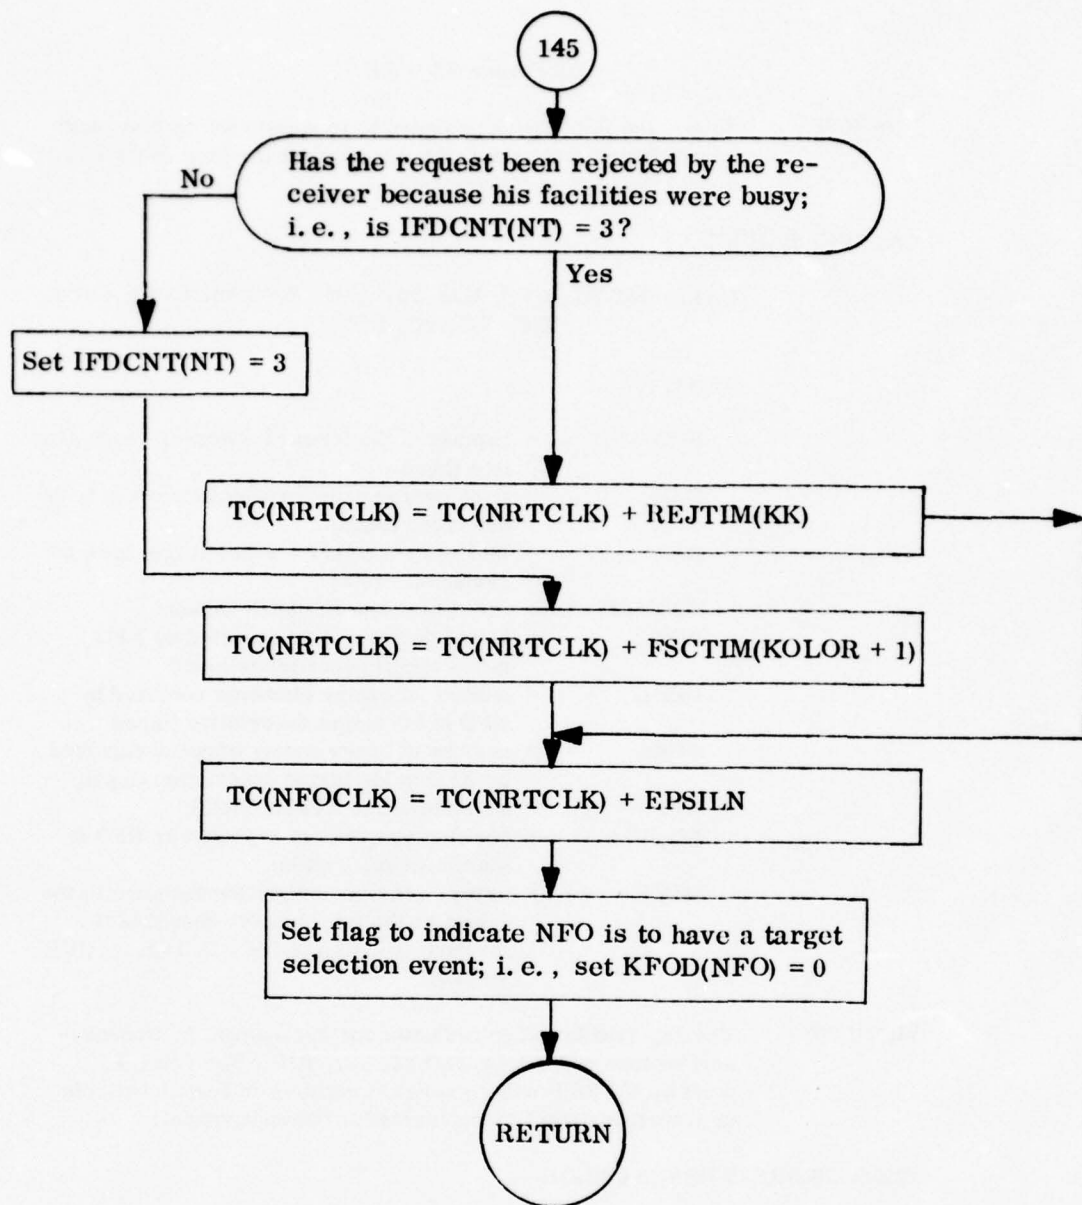 145
Has the request been rejected by the re-
ceiver because his facilities were busy;
i.e., is IFDCNT(NT) = 3?
No
Yes
Set IFDCNT(NT) = 3
TC(NRTCLK) = TC(NRTCLK) + REJTIM(KK)
TC(NRTCLK) = TC(NRTCLK) + FSCTIM(KOLOR + 1)
TC(NFOCLK) = TC(NRTCLK) + EPSILN
Set flag to indicate NFO is to have a target
selection event; i.e., set KFOD(NFO) = 0
RETURN